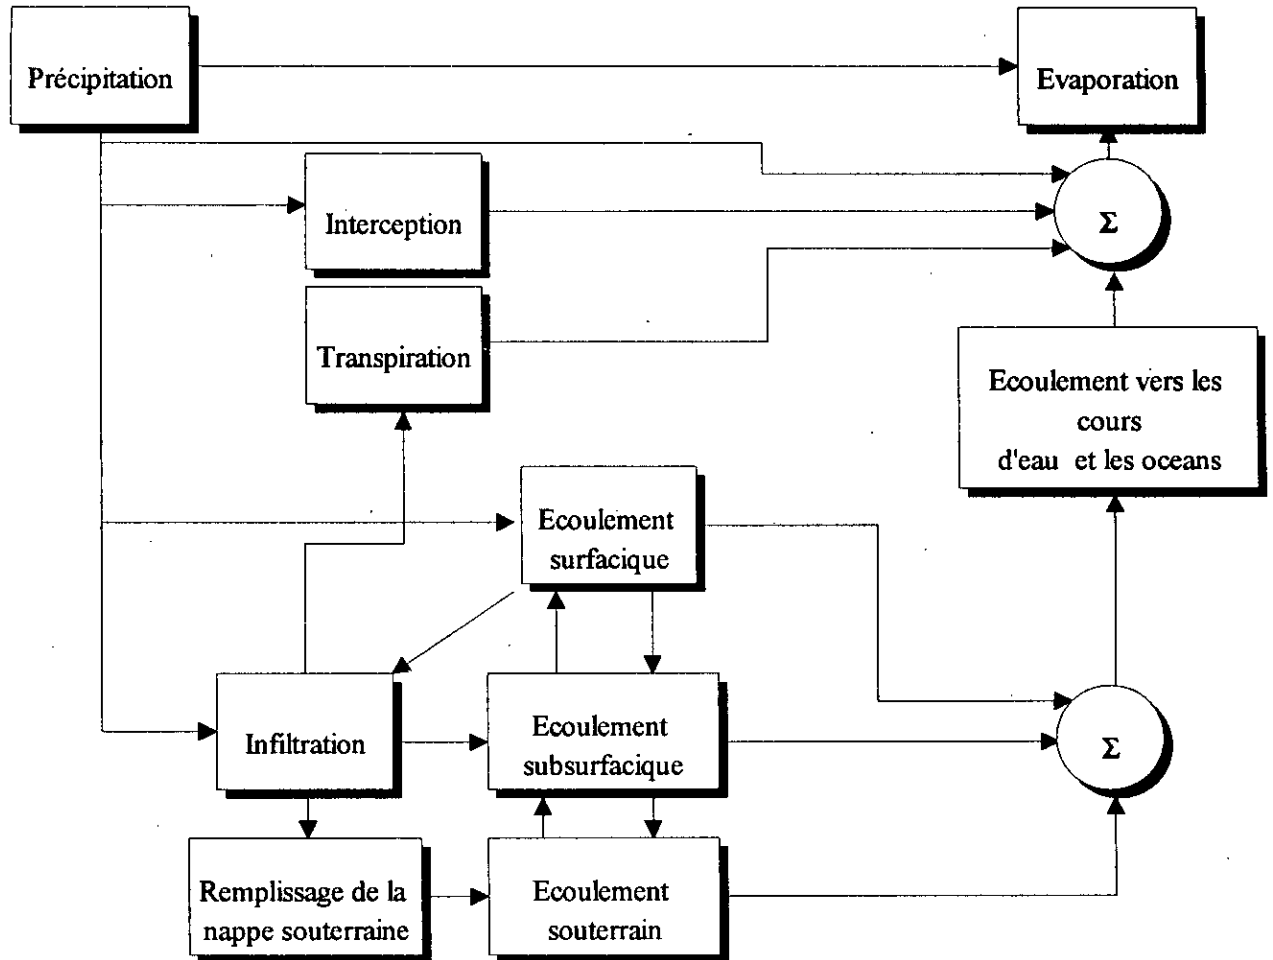 Précipitation
Evaporation
Interception
Σ
Transpiration
Ecoulement vers les
cours
d'eau et les oceans
Ecoulement
surfacique
Infiltration
Ecoulement
subsurfacique
Σ
Remplissage de la
nappe souterraine
Ecoulement
souterrain